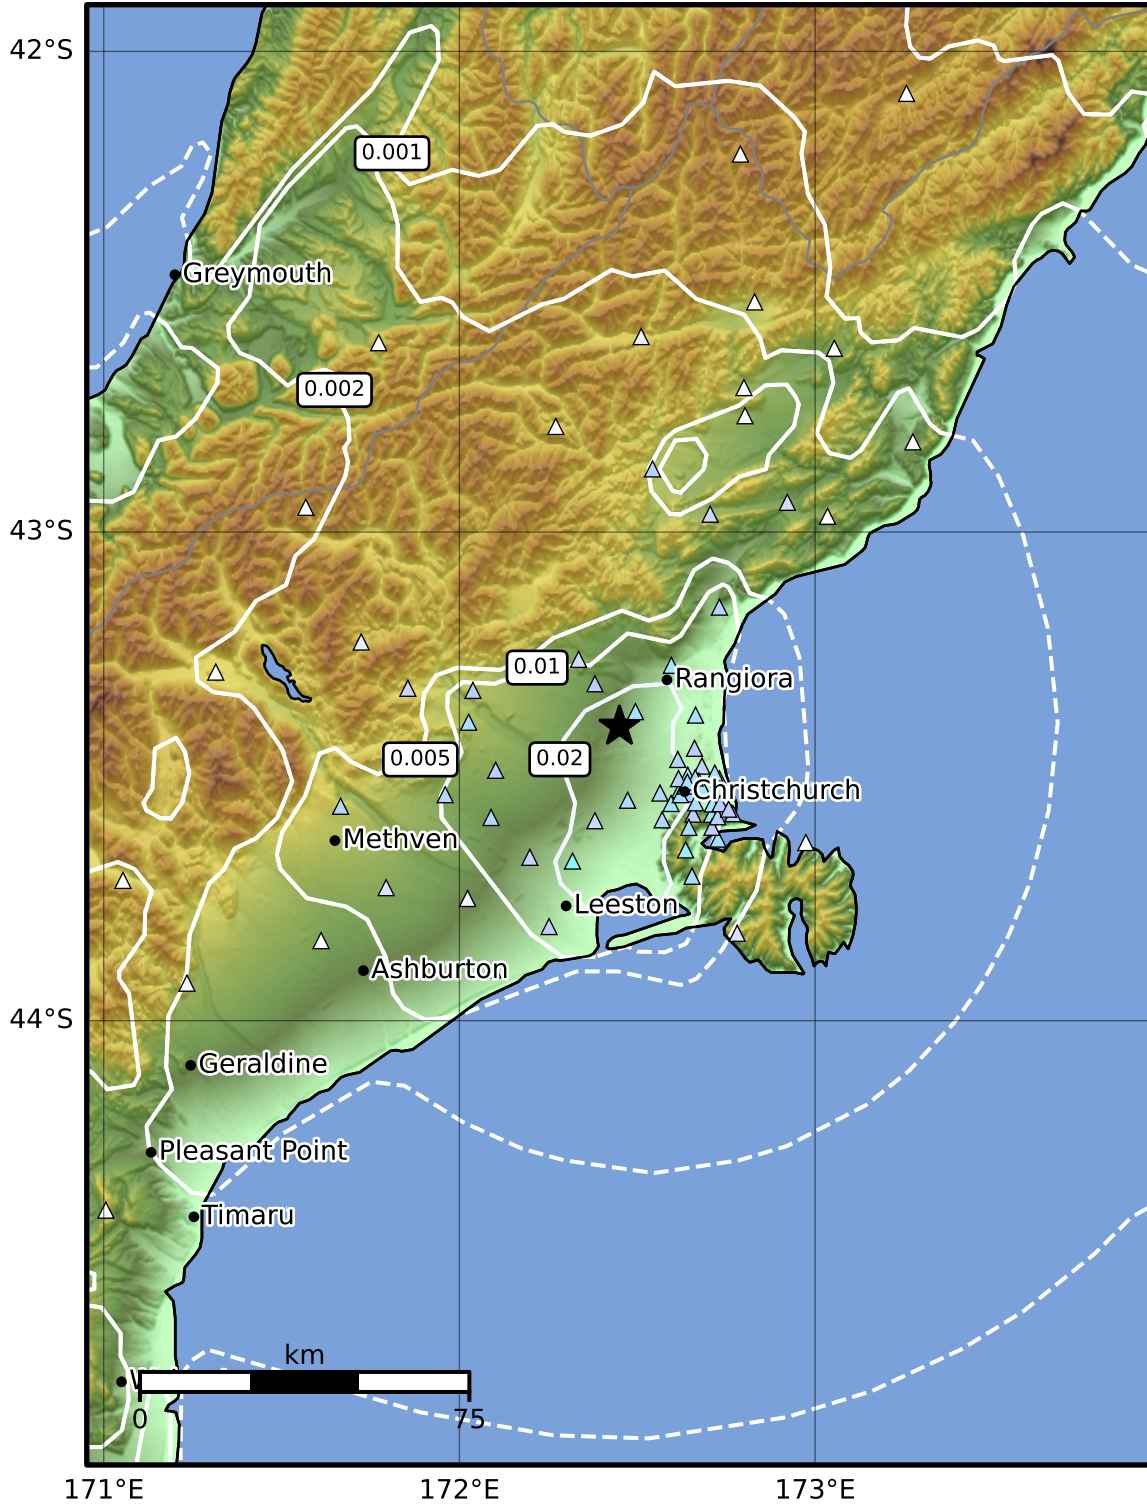 42°S
0.001
Greymouth
0.002
43°S
0.01
Rangiora
0.005
0.02
Christchurch
Methven
Leeston
Ashburton
44°S
Geraldine
Pleasant Point
Timaru
km
0
75
171°E
172°E
173°E